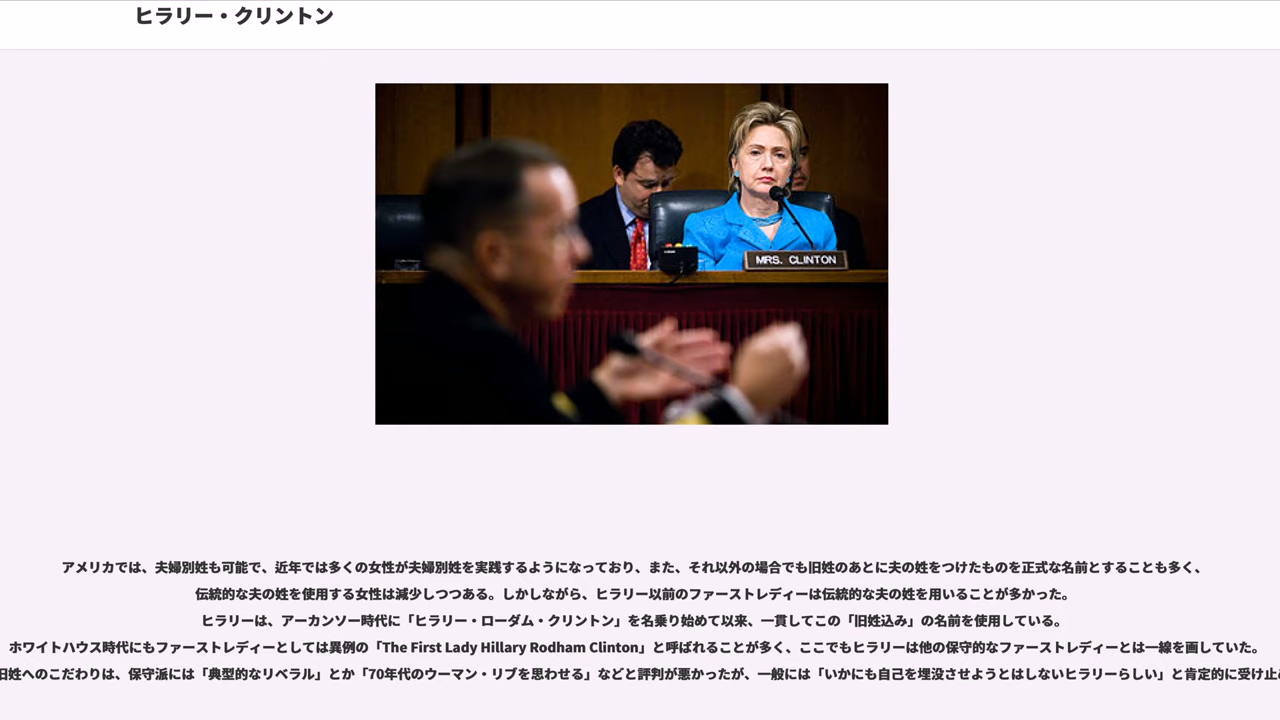 ヒラリー・クリントン
MRS. CLINTON
アメリカでは、夫婦別姓も可能で、近年では多くの女性が夫婦別姓を実践するようになっており、また、それ以外の場合でも旧姓のあとに夫の姓をつけたものを正式な名前とすることも多く、
伝統的な夫の姓を使用する女性は減少しつつある。しかしながら、ヒラリー以前のファーストレディーは伝統的な夫の姓を用いることが多かった。
ヒラリーは、アーカンソー時代に「ヒラリー・ローダム・クリントン」を名乗り始めて以来、一貫してこの「旧姓込み」の名前を使用している。
ホワイトハウス時代にもファーストレディーとしては異例の「The First Lady Hillary Rodham Clinton」と呼ばれることが多く、ここでもヒラリーは他の保守的なファーストレディーとは一線を画していた。
旧姓へのこだわりは、保守派には「典型的なリベラル」とか「70年代のウーマン・リブを思わせる」などと評判が悪かったが、一般には「いかにも自己を埋没させようとはしないヒラリーらしい」と肯定的に受け止